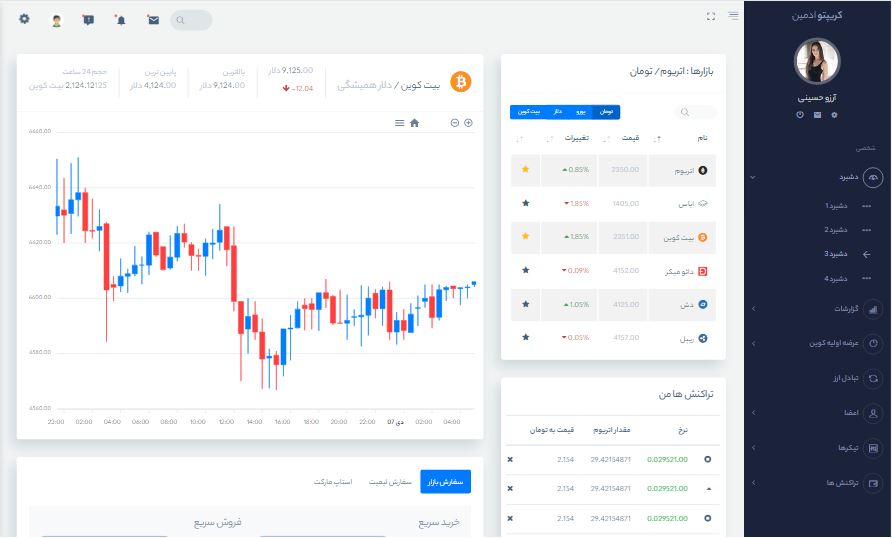 کریپتو ادمین
آرزو حسینی
شخصی
دشبرد
دشبرد 1
دشبرد 2
دشبرد 3
دشبرد 4
گزارشات
عرضه اولیه کوین
تبادل ارز
اعضا
تیکرها
تراکنش ها
بازارها : اتریوم/ تومان
تومان یورو دلار بیت کوین
نام قیمت تغییرات
اتریوم 2350.00 0.85%
ایاس 1405.00 1.85%
بیت کوین 2351.00 1.85%
دائو میکر 4152.00 0.09%
دش 4125.00 1.05%
ریپل 4157.00 0.05%
تراکنش ها من
نرخ مقدار اتریوم قیمت به تومان
0.029521.00 29.42154871 2.154
0.029521.00 29.42154871 2.154
0.029521.00 29.42154871 2.154
بیت کوین / دلار همیشگی
9,125.00 دلار
-12.04
بالاترین
9,124.00 دلار
پایین ترین
4,124.00 دلار
حجم 24 ساعت
2,124.12125 بیت کوین
6660.00
6640.00
6620.00
6600.00
6580.00
6560.00
23:00 02:00 04:00 06:00 08:00 10:00 12:00 14:00 16:00 18:00 20:00 22:00 07 دی 02:00 04:00
سفارش بازار سفارش لیمیت استاپ مارکت
خرید سریع فروش سریع